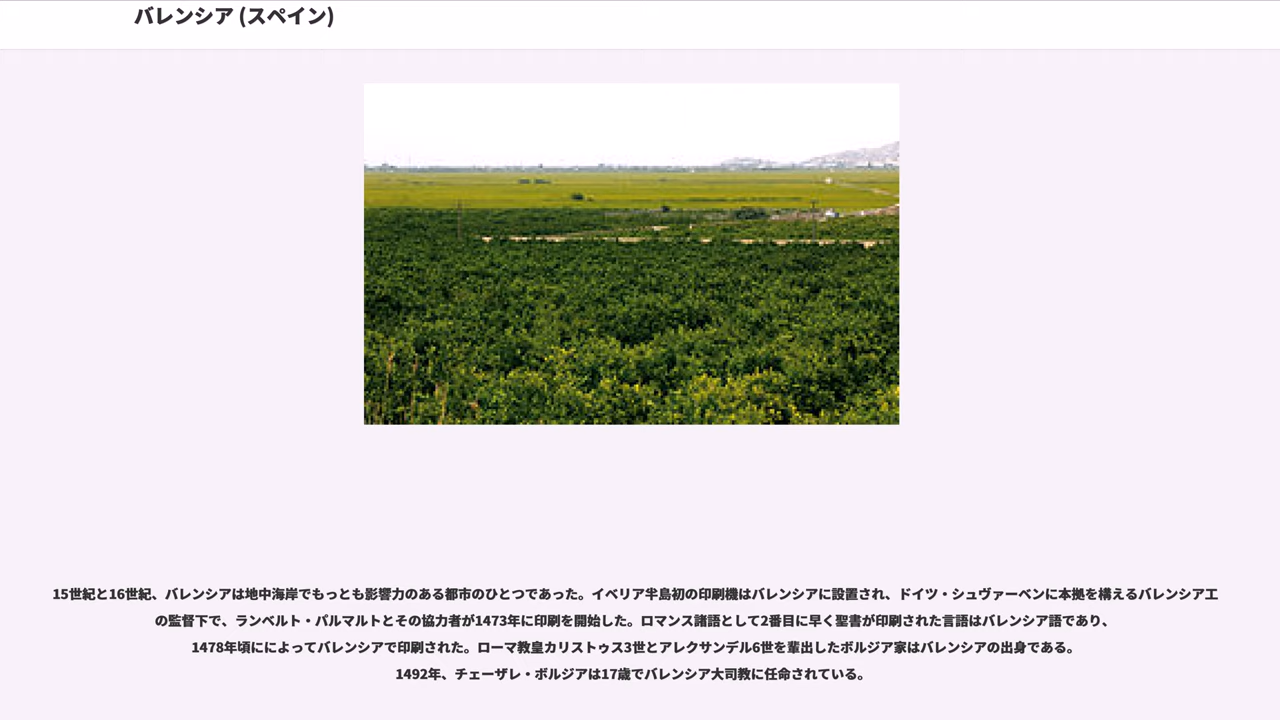 バレンシア (スペイン)
15世紀と16世紀、バレンシアは地中海岸でもっとも影響力のある都市のひとつであった。イベリア半島初の印刷機はバレンシアに設置され、ドイツ・シュヴァーベンに本拠を構えるバレンシア工
の監督下で、ランベルト・パルマルトとその協力者が1473年に印刷を開始した。ロマンス諸語として2番目に早く聖書が印刷された言語はバレンシア語であり、
1478年頃にによってバレンシアで印刷された。ローマ教皇カリストゥス3世とアレクサンデル6世を輩出したボルジア家はバレンシアの出身である。
1492年、チェーザレ・ボルジアは17歳でバレンシア大司教に任命されている。